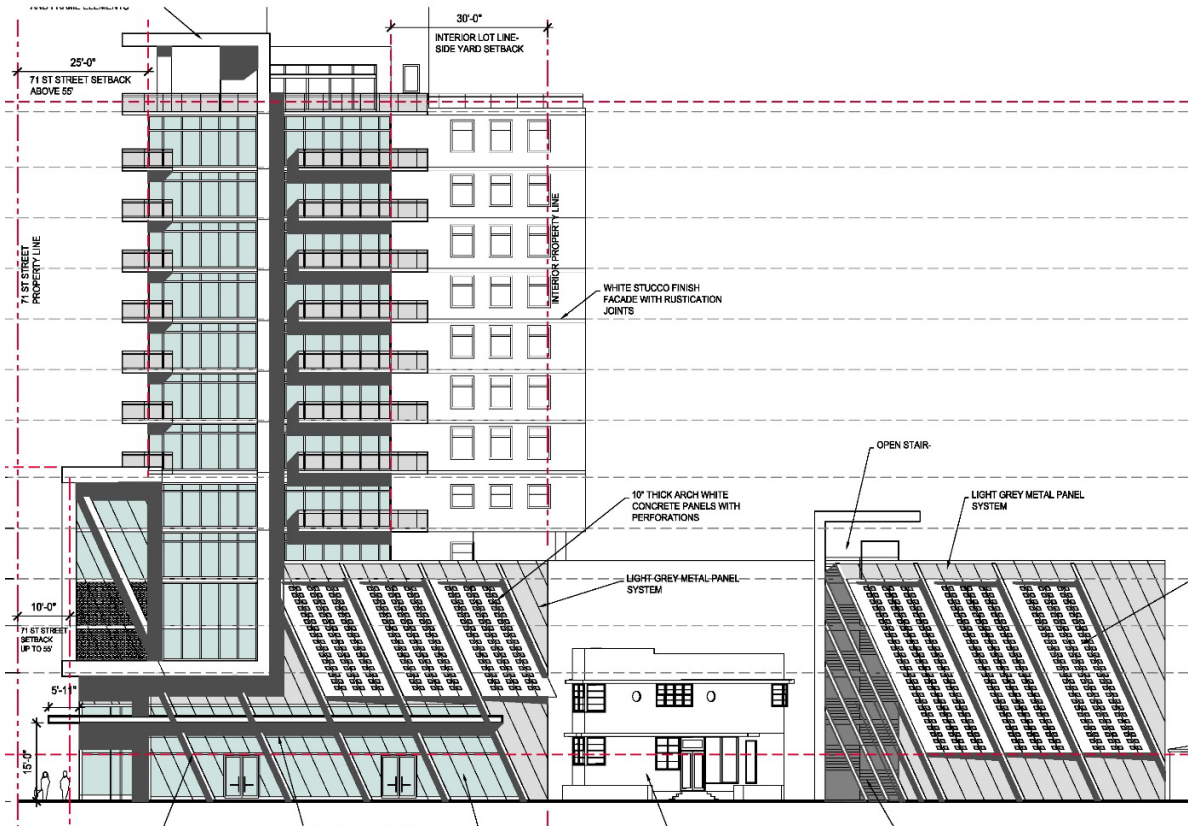 AND FRAME ELEMENTS
30'-0"
INTERIOR LOT LINE-
SIDE YARD SETBACK
25'-0"
71 ST STREET SETBACK
ABOVE 55'
71 ST STREET
PROPERTY LINE
INTERIOR PROPERTY LINE
WHITE STUCCO FINISH
FACADE WITH RUSTICATION
JOINTS
OPEN STAIR-
10" THICK ARCH WHITE
CONCRETE PANELS WITH
PERFORATIONS
LIGHT GREY METAL PANEL
SYSTEM
LIGHT GREY METAL PANEL
SYSTEM
10'-0"
71 ST STREET
SETBACK
UP TO 55'
5'-11"
15'-0"